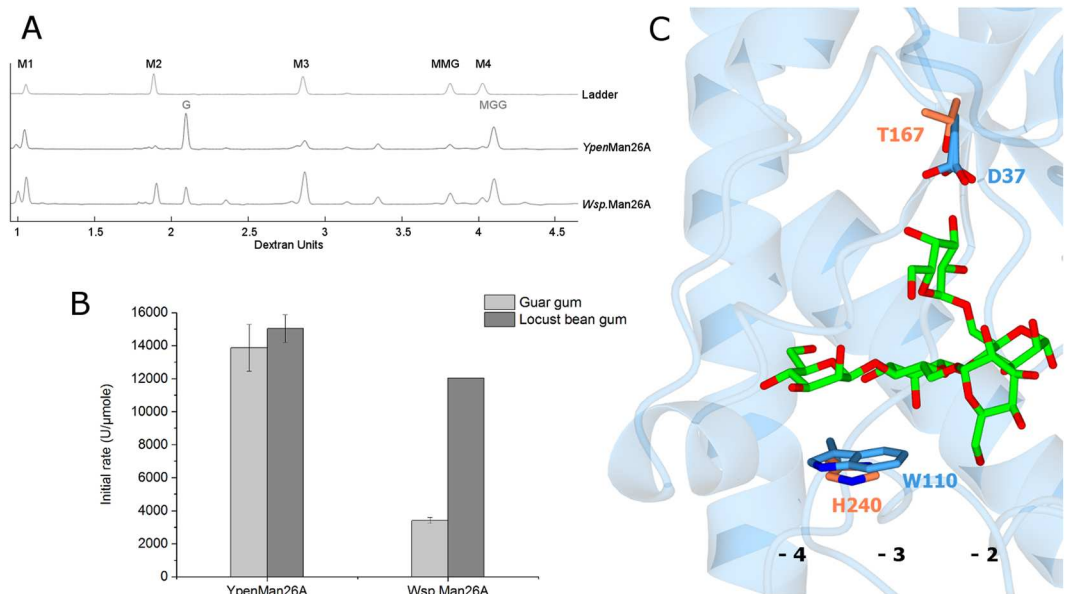 A
M1 M2 M3 MMG M4
Ladder
G MGG
YpenMan26A
Wsp.Man26A
1 1.5 2 2.5 3 3.5 4 4.5
Dextran Units
B
Guar gum
Locust bean gum
16000
14000
12000
10000
8000
6000
4000
2000
0
Initial rate (U/µmole)
YpenMan26A Wsp.Man26A
C
T167
D37
W110
H240
- 4 - 3 - 2